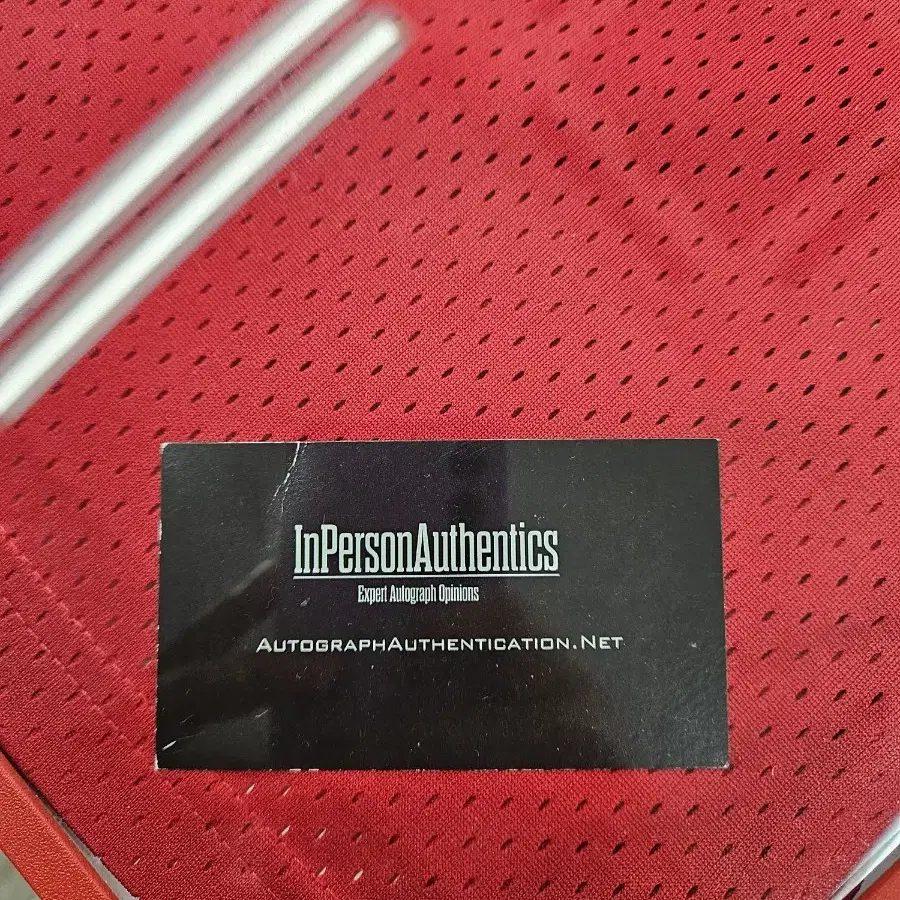 InPersonAuthentics
Expert Autograph Opinions
AutographAuthentication.Net